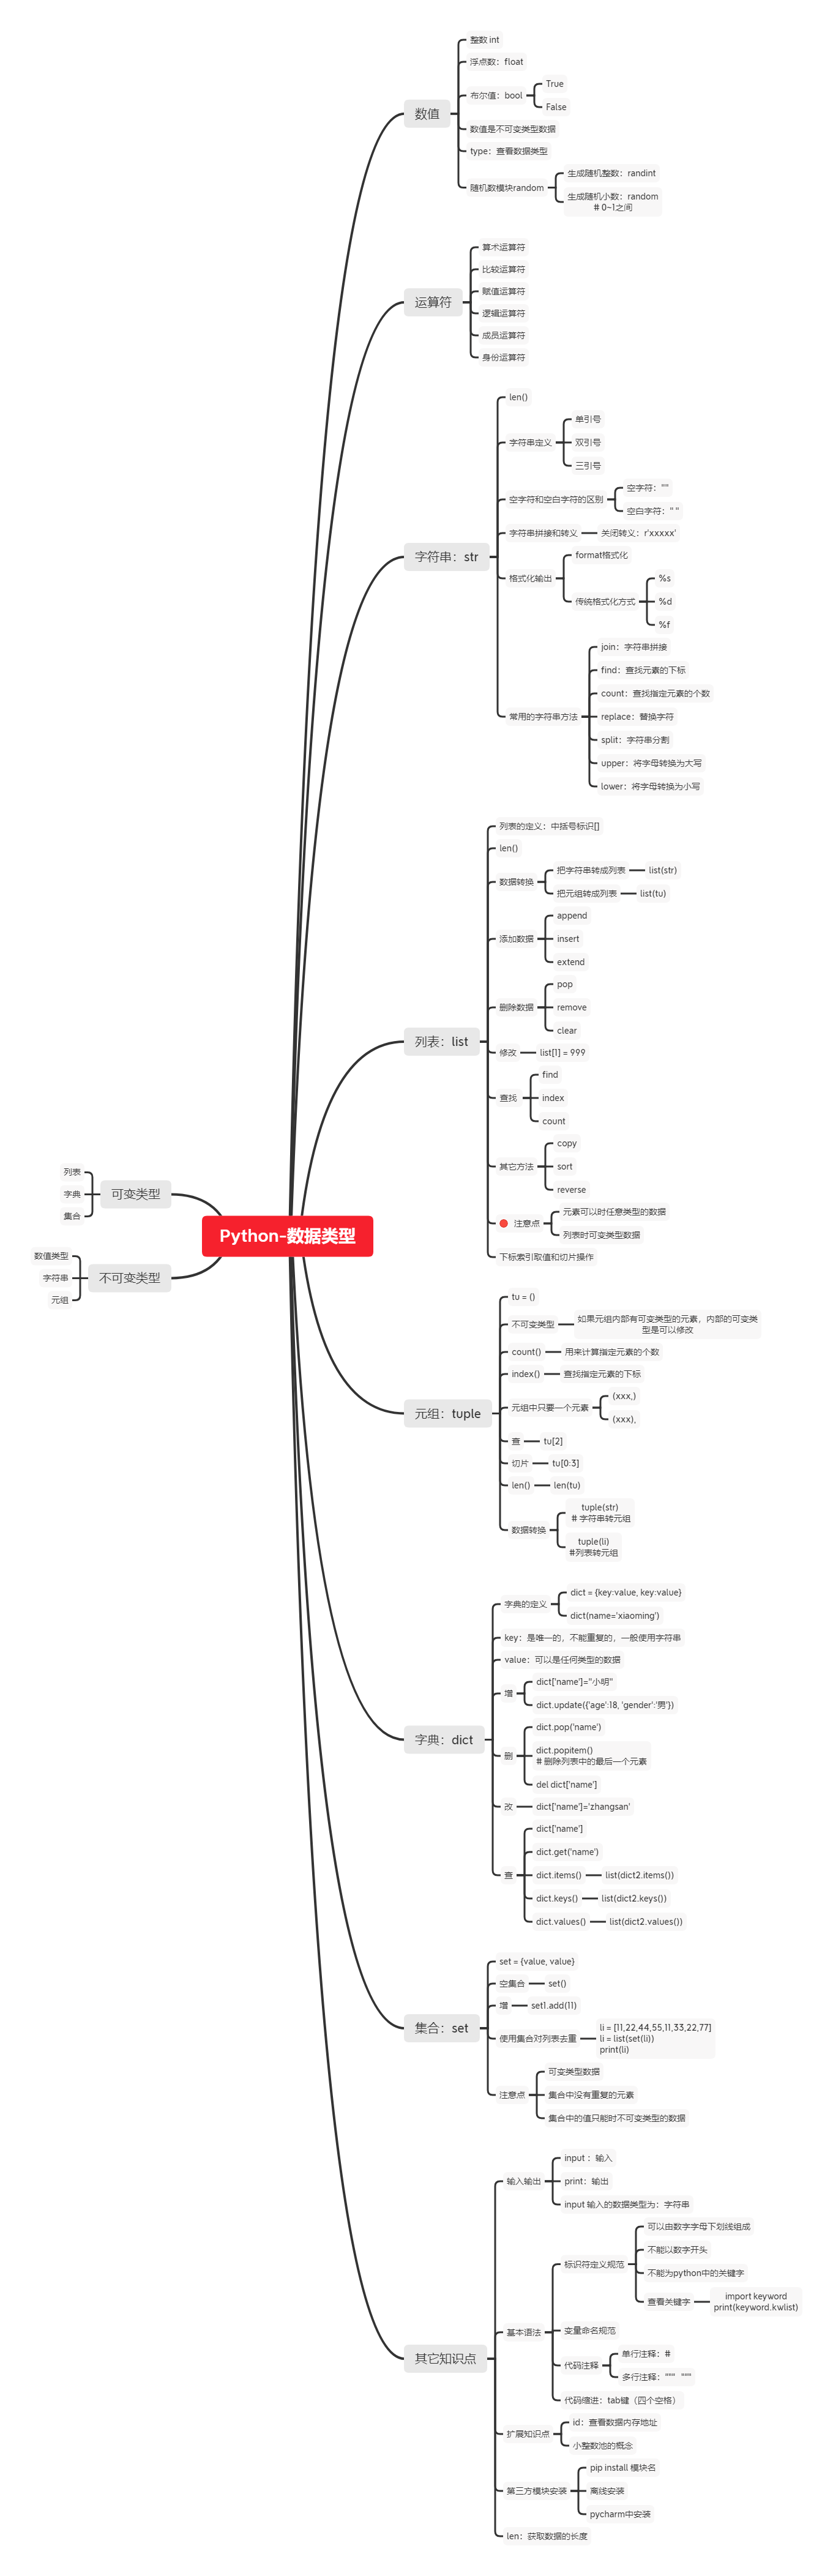 整数 int
浮点数：float
布尔值：bool
True
False
数值
数值是不可变类型数据
type：查看数据类型
随机数模块random
生成随机整数：randint
生成随机小数：random
# 0~1之间
运算符
算术运算符
比较运算符
赋值运算符
逻辑运算符
成员运算符
身份运算符
字符串：str
len()
字符串定义
单引号
双引号
三引号
空字符和空白字符的区别
空字符：""
空白字符：" "
字符串拼接和转义
关闭转义：r'xxxxx'
格式化输出
format格式化
传统格式化方式
%s
%d
%f
常用的字符串方法
join：字符串拼接
find：查找元素的下标
count：查找指定元素的个数
replace：替换字符
split：字符串分割
upper：将字母转换为大写
lower：将字母转换为小写
列表：list
列表的定义：中括号标识[]
len()
数据转换
把字符串转成列表
list(str)
把元组转成列表
list(tu)
添加数据
append
insert
extend
删除数据
pop
remove
clear
修改
list[1] = 999
查找
find
index
count
其它方法
copy
sort
reverse
注意点
元素可以时任意类型的数据
列表时可变类型数据
下标索引取值和切片操作
可变类型
列表
字典
集合
Python-数据类型
不可变类型
数值类型
字符串
元组
元组：tuple
tu = ()
不可变类型
如果元组内部有可变类型的元素，内部的可变类
型是可以修改
count()
用来计算指定元素的个数
index()
查找指定元素的下标
元组中只要一个元素
(xxx,)
(xxx),
查
tu[2]
切片
tu[0:3]
len()
len(tu)
数据转换
tuple(str)
# 字符串转元组
tuple(li)
#列表转元组
字典：dict
字典的定义
dict = {key:value, key:value}
dict(name='xiaoming')
key：是唯一的，不能重复的，一般使用字符串
value：可以是任何类型的数据
增
dict['name']="小明"
dict.update({'age':18, 'gender':'男'})
删
dict.pop('name')
dict.popitem()
# 删除列表中的最后一个元素
del dict['name']
改
dict['name']='zhangsan'
查
dict['name']
dict.get('name')
dict.items()
list(dict2.items())
dict.keys()
list(dict2.keys())
dict.values()
list(dict2.values())
集合：set
set = {value, value}
空集合
set()
增
set1.add(11)
使用集合对列表去重
li = [11,22,44,55,11,33,22,77]
li = list(set(li))
print(li)
注意点
可变类型数据
集合中没有重复的元素
集合中的值只能时不可变类型的数据
其它知识点
输入输出
input ：输入
print：输出
input 输入的数据类型为：字符串
基本语法
标识符定义规范
可以由数字字母下划线组成
不能以数字开头
不能为python中的关键字
查看关键字
import keyword
print(keyword.kwlist)
变量命名规范
代码注释
单行注释：#
多行注释：""" """
代码缩进：tab键（四个空格）
扩展知识点
id：查看数据内存地址
小整数池的概念
第三方模块安装
pip install 模块名
离线安装
pycharm中安装
len：获取数据的长度